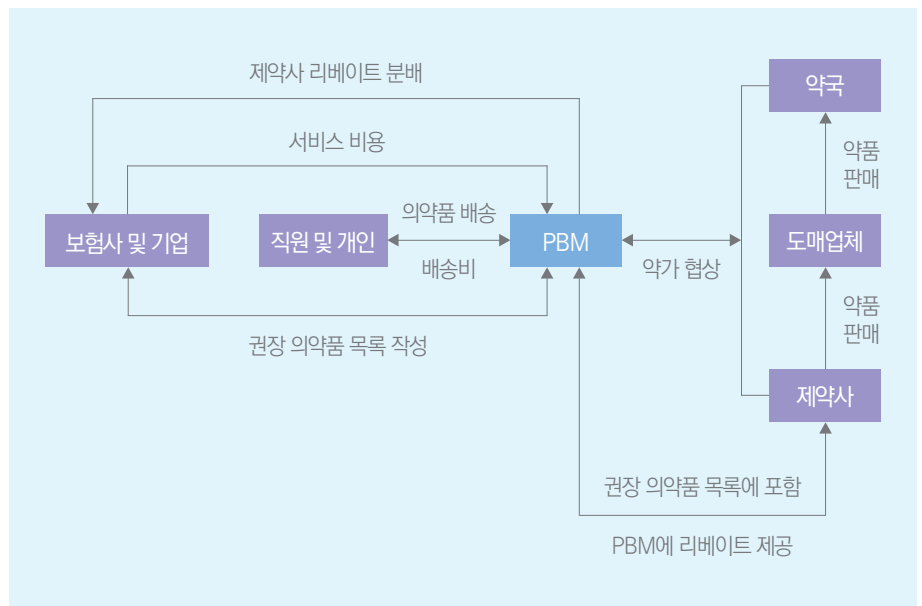 제약사 리베이트 분배
약국
서비스 비용
약품
판매
보험사 및 기업
직원 및 개인
의약품 배송
배송비
PBM
약가 협상
도매업체
권장 의약품 목록 작성
약품
판매
제약사
권장 의약품 목록에 포함
PBM에 리베이트 제공